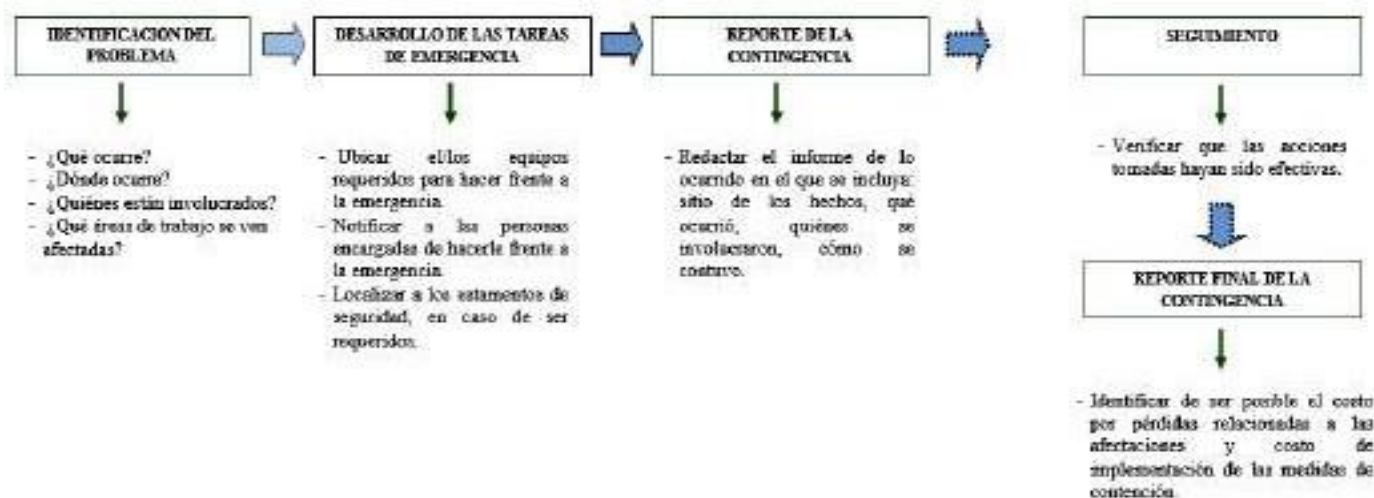 IDENTIFICACION DEL
PROBLEMA
- ¿Qué ocurre?
- ¿Dónde ocurre?
- ¿Quiénes están involucrados?
- ¿Qué áreas de trabajo se ven
afectadas?
DESARROLLO DE LAS TAREAS
DE EMERGENCIA
- Ubicar el/los equipos
requeridos para hacer frente a
la emergencia.
- Notificar a las personas
encargadas de hacerle frente a
la emergencia.
- Localizar a los estamentos de
seguridad, en caso de ser
requeridos.
REPORTE DE LA
CONTINGENCIA
- Redactar el informe de lo
ocurrido en el que se incluya:
sitio de los hechos, qué
ocurrió, quiénes se
involucraron, cómo se
contuvo.
SEGUIMIENTO
- Verificar que las acciones
tomadas hayan sido efectivas.
REPORTE FINAL DE LA
CONTINGENCIA
- Identificar de ser posible el costo
por pérdidas relacionadas a las
afectaciones y costo de
implementación de las medidas de
contención.